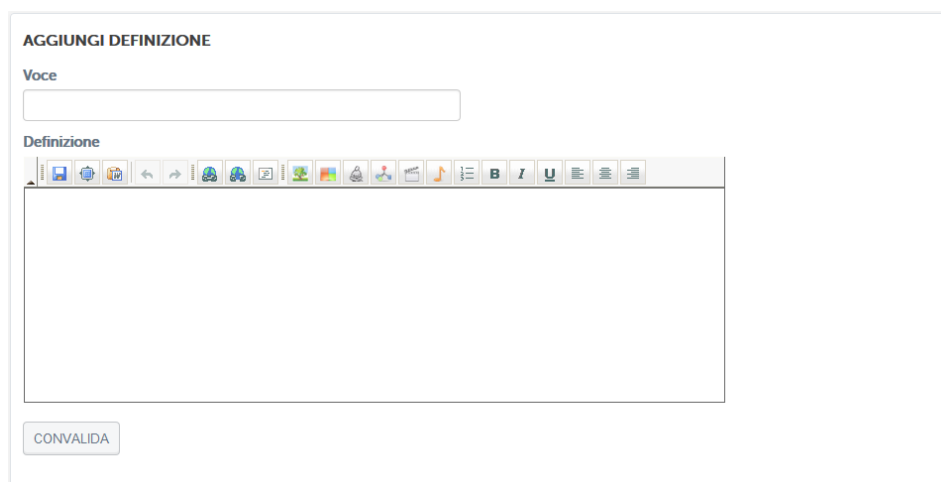 AGGIUNGI DEFINIZIONE
Voce
Definizione
B I U
CONVALIDA